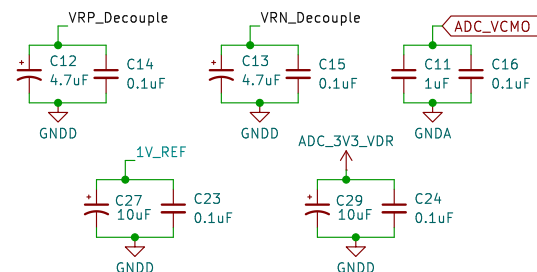 VRP_Decouple
VRN_Decouple
ADC_VCMO
+ C12 4.7uF
C14 0.1uF
+ C13 4.7uF
C15 0.1uF
C11 1uF
C16 0.1uF
GNDD
GNDD
GNDA
1V_REF
ADC_3V3_VDR
+ C27 10uF
C23 0.1uF
+ C29 10uF
C24 0.1uF
GNDD
GNDD